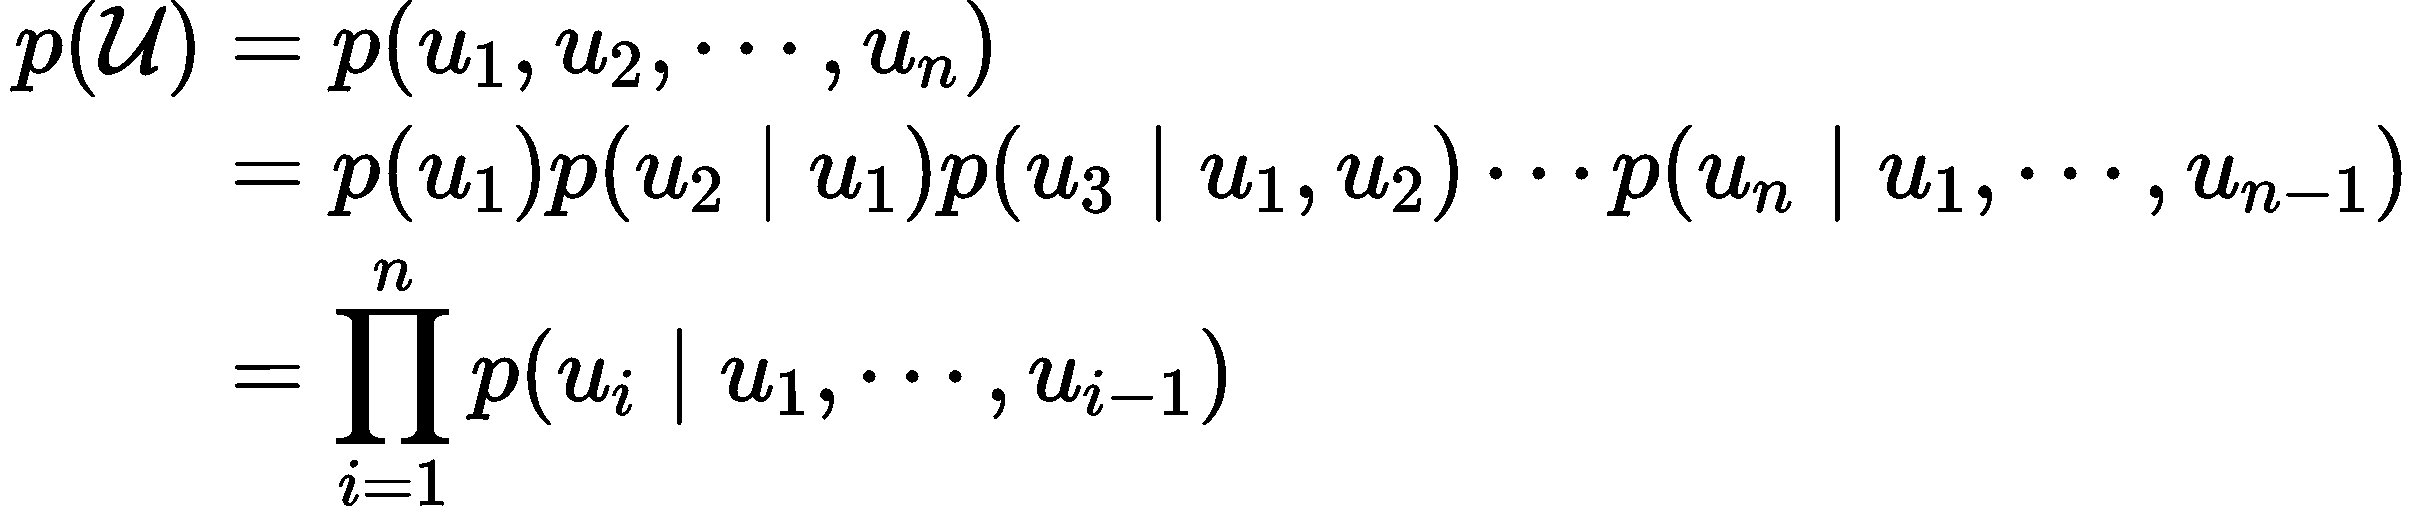 p(𝒰) = p(u₁, u₂, ⋯, uₙ)
= p(u₁)p(u₂ | u₁)p(u₃ | u₁, u₂) ⋯ p(uₙ | u₁, ⋯, uₙ₋₁)
= ∏ᵢ₌₁ⁿ p(uᵢ | u₁, ⋯, uᵢ₋₁)